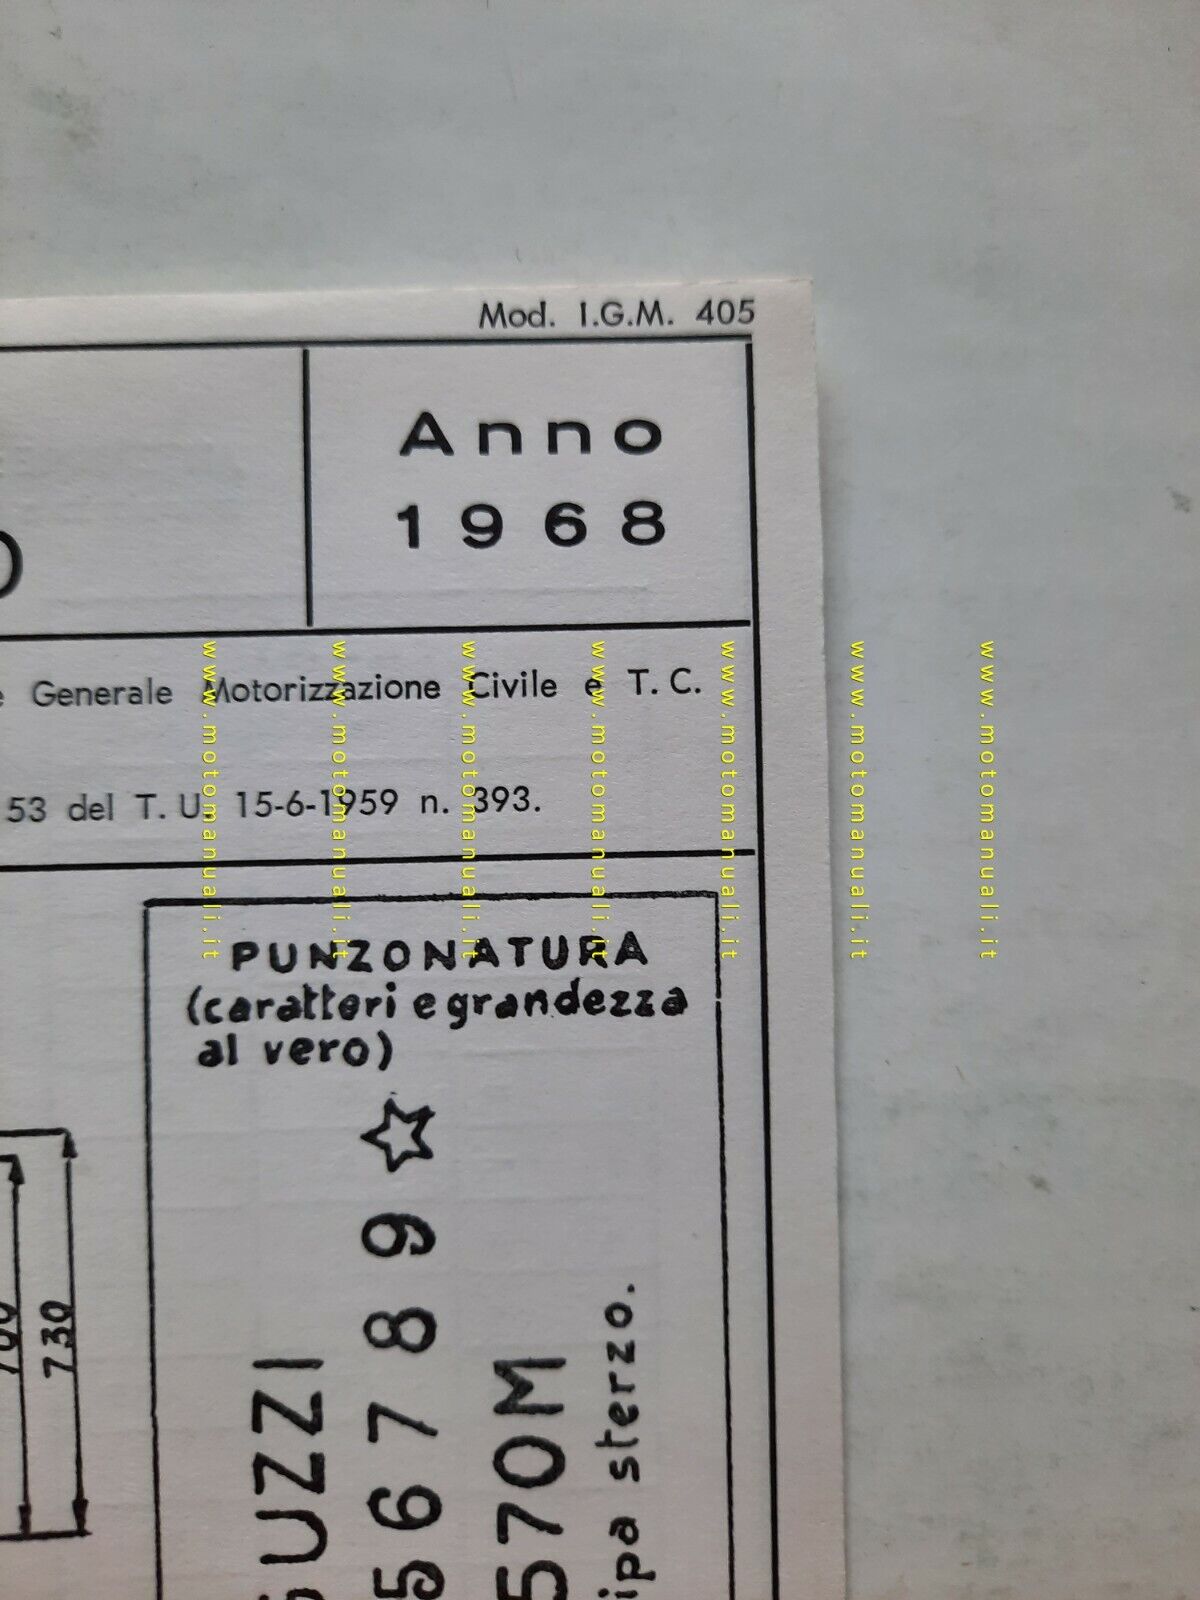 Mod. I.G.M. 405
Anno
1968
Generale Motorizzazione Civile e T. C.
53 del T. U. 15-6-1959 n. 393.
PUNZONATURA
(caratteri e grandezza
al vero)
730
UZZI
56789☆
570M
ipa sterzo.
www.motomanuali.it
www.motomanuali.it
www.motomanuali.it
www.motomanuali.it
www.motomanuali.it
www.motomanuali.it
www.motomanuali.it